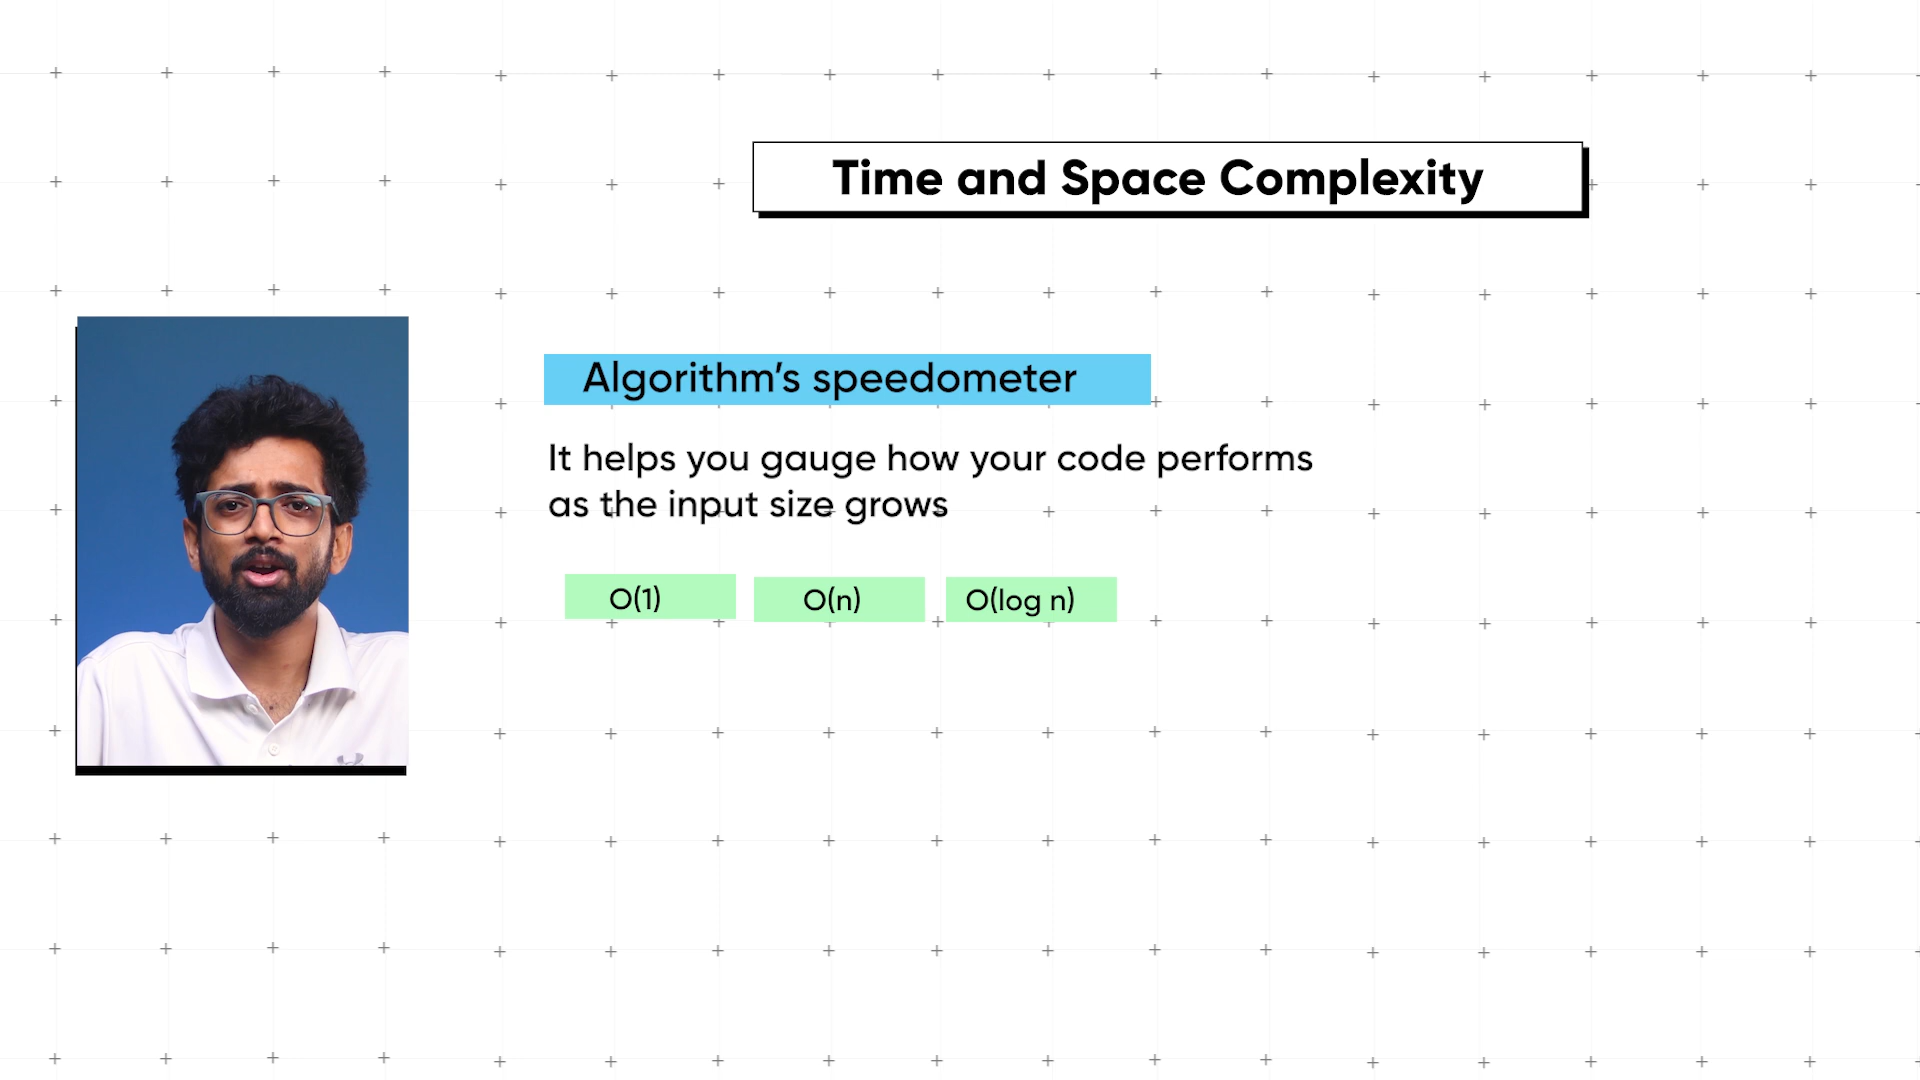 Time and Space Complexity
Algorithm's speedometer
It helps you gauge how your code performs
as the input size grows
O(1)
O(n)
O(log n)